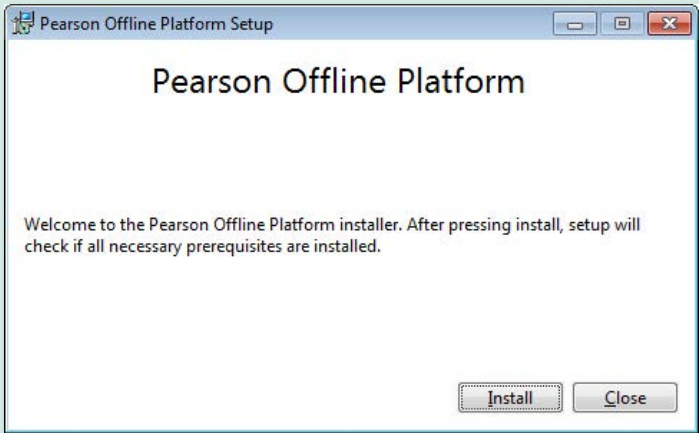 Pearson Offline Platform Setup
Pearson Offline Platform
Welcome to the Pearson Offline Platform installer. After pressing install, setup will
check if all necessary prerequisites are installed.
Install Close